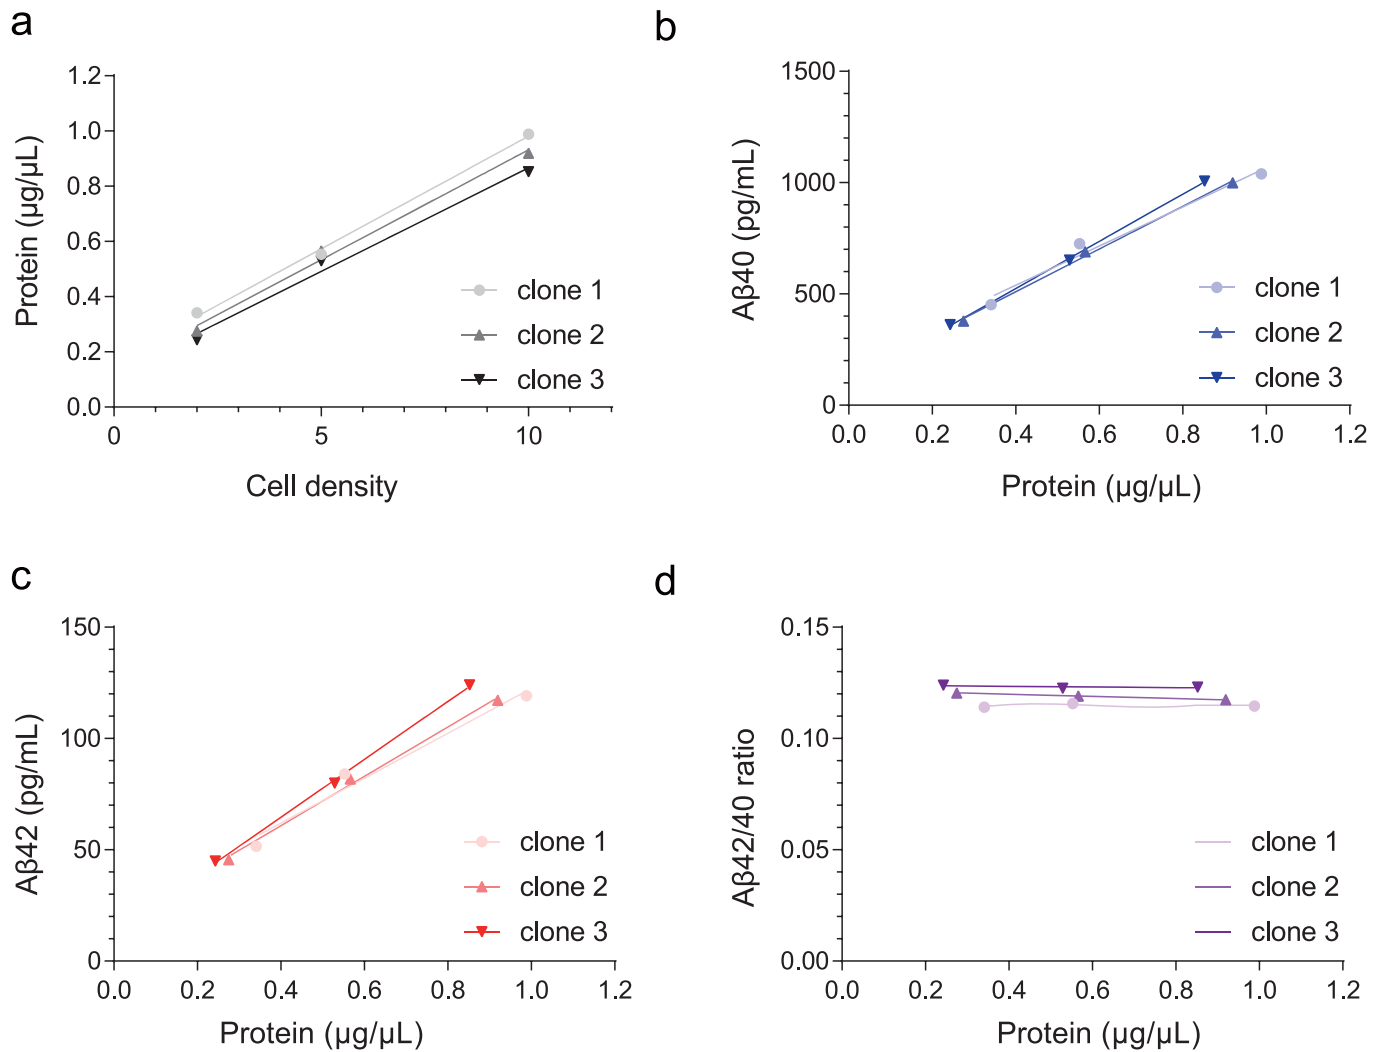 a
Protein (µg/µL)
1.2
1.0
0.8
0.6
0.4
0.2
0.0
0 5 10
Cell density
clone 1
clone 2
clone 3
b
Aβ40 (pg/mL)
1500
1000
500
0
0.0 0.2 0.4 0.6 0.8 1.0 1.2
Protein (µg/µL)
clone 1
clone 2
clone 3
c
Aβ42 (pg/mL)
150
100
50
0
0.0 0.2 0.4 0.6 0.8 1.0 1.2
Protein (µg/µL)
clone 1
clone 2
clone 3
d
Aβ42/40 ratio
0.15
0.10
0.05
0.00
0.0 0.2 0.4 0.6 0.8 1.0 1.2
Protein (µg/µL)
clone 1
clone 2
clone 3